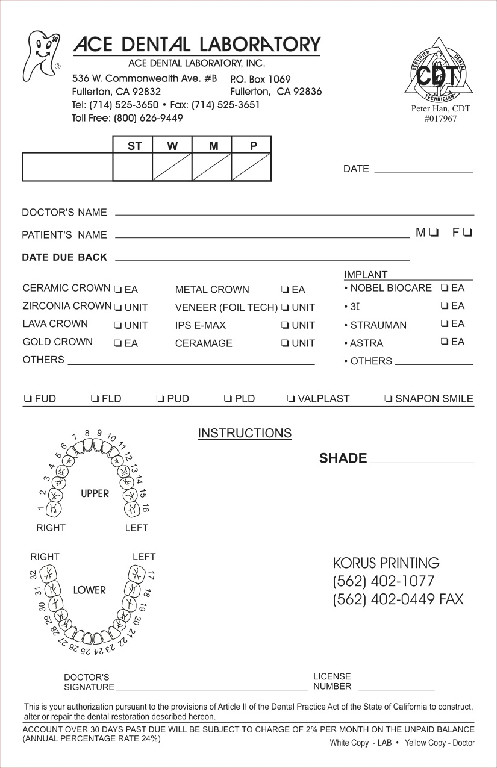 ACE DENTAL LABORATORY
ACE DENTAL LABORATORY, INC.
536 W. Commonwealth Ave. #B P.O. Box 1069
Fullerton, CA 92832 Fullerton, CA 92836
Tel: (714) 525-3650 • Fax: (714) 525-3651
Toll Free: (800) 626-9449
CERTIFIED DENTAL TECHNICIAN
CDT
Peter Han, CDT
#017967
ST W M P
DATE
DOCTOR'S NAME
PATIENT'S NAME M F
DATE DUE BACK
IMPLANT
CERAMIC CROWN EA METAL CROWN EA • NOBEL BIOCARE EA
ZIRCONIA CROWN UNIT VENEER (FOIL TECH) UNIT • 3I EA
LAVA CROWN UNIT IPS E-MAX UNIT • STRAUMAN EA
GOLD CROWN EA CERAMAGE UNIT • ASTRA EA
OTHERS • OTHERS
FUD FLD PUD PLD VALPLAST SNAPON SMILE
INSTRUCTIONS
SHADE
1 2 3 4 5 6 7 8 9 10 11 12 13 14 15 16
UPPER
RIGHT LEFT
RIGHT LEFT
LOWER
32 31 30 29 28 27 26 25 24 23 22 21 20 19 18 17
KORUS PRINTING
(562) 402-1077
(562) 402-0449 FAX
DOCTOR'S SIGNATURE
LICENSE NUMBER
This is your authorization pursuant to the provisions of Article II of the Dental Practice Act of the State of California to construct,
alter or repair the dental restoration described hereon.
ACCOUNT OVER 30 DAYS PAST DUE WILL BE SUBJECT TO CHARGE OF 2% PER MONTH ON THE UNPAID BALANCE
(ANNUAL PERCENTAGE RATE 24%)
White Copy - LAB • Yellow Copy - Doctor